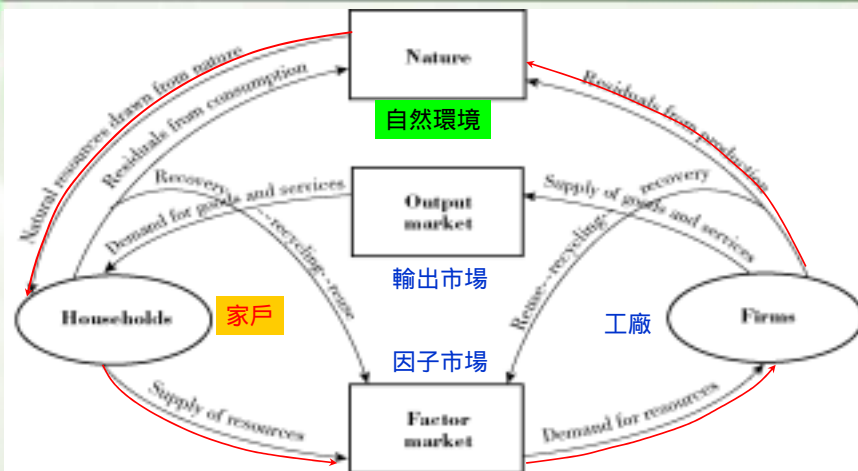 Nature
自然環境
Natural resources drawn from nature
Residuals from consumption
Residuals from production
Recovery
recycling
reuse
recovery
recycling
Reuse
Demand for goods and services
Supply of goods and services
Output
market
輸出市場
Households
家戶
工廠
Firms
因子市場
Supply of resources
Factor
market
Demand for resources